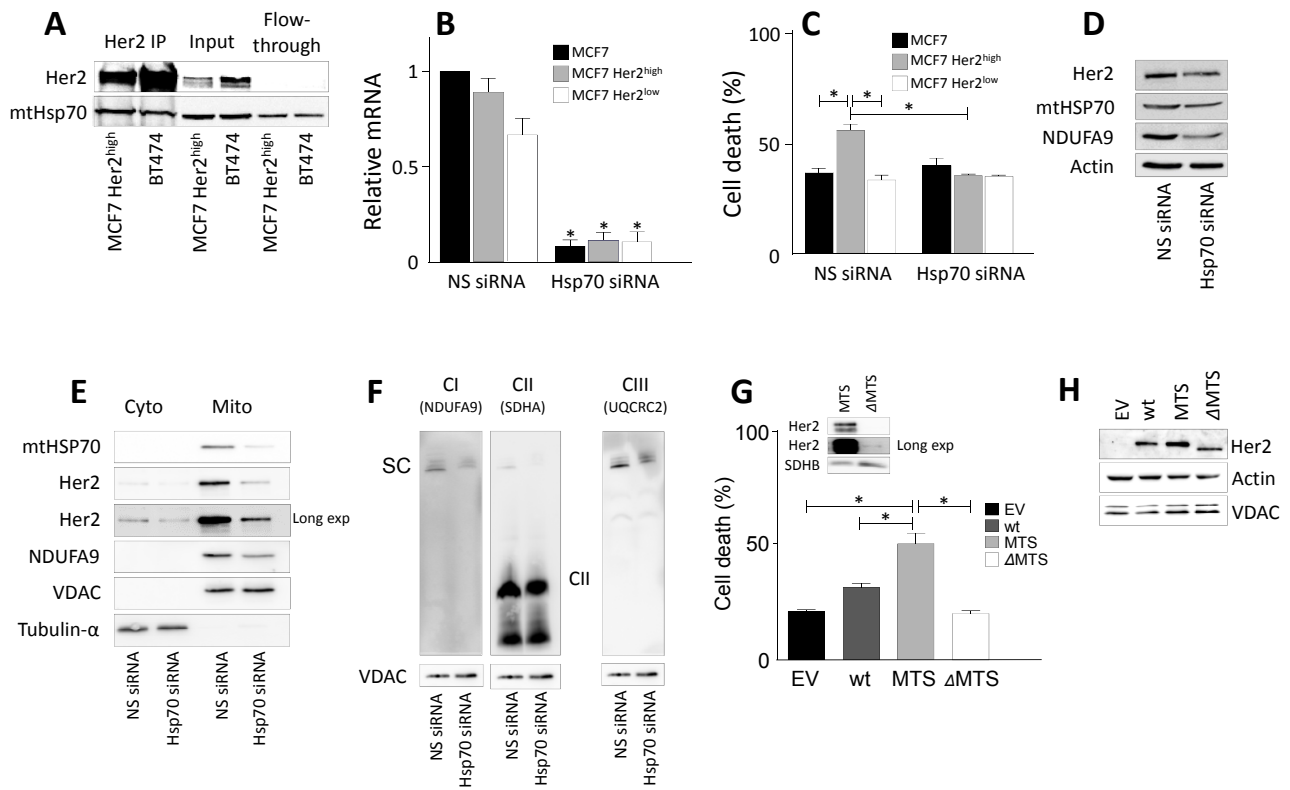 A
Her2 IP Input Flow-
through
Her2
mtHsp70
MCF7 Her2high
BT474
MCF7 Her2high
BT474
MCF7 Her2high
BT474
B
Relative mRNA
1
0.5
0
MCF7
MCF7 Her2high
MCF7 Her2low
* * *
NS siRNA Hsp70 siRNA
C
Cell death (%)
100
50
0
MCF7
MCF7 Her2high
MCF7 Her2low
* * *
NS siRNA Hsp70 siRNA
D
Her2
mtHSP70
NDUFA9
Actin
NS siRNA
Hsp70 siRNA
E
Cyto Mito
mtHSP70
Her2
Her2 Long exp
NDUFA9
VDAC
Tubulin-α
NS siRNA
Hsp70 siRNA
NS siRNA
Hsp70 siRNA
F
CI CII CIII
(NDUFA9) (SDHA) (UQCRC2)
SC
CII
VDAC
NS siRNA
Hsp70 siRNA
NS siRNA
Hsp70 siRNA
NS siRNA
Hsp70 siRNA
G
MTS
ΔMTS
Her2
Her2 Long exp
SDHB
Cell death (%)
100
50
0
* * *
EV
wt
MTS
ΔMTS
EV wt MTS ΔMTS
H
EV
wt
MTS
ΔMTS
Her2
Actin
VDAC